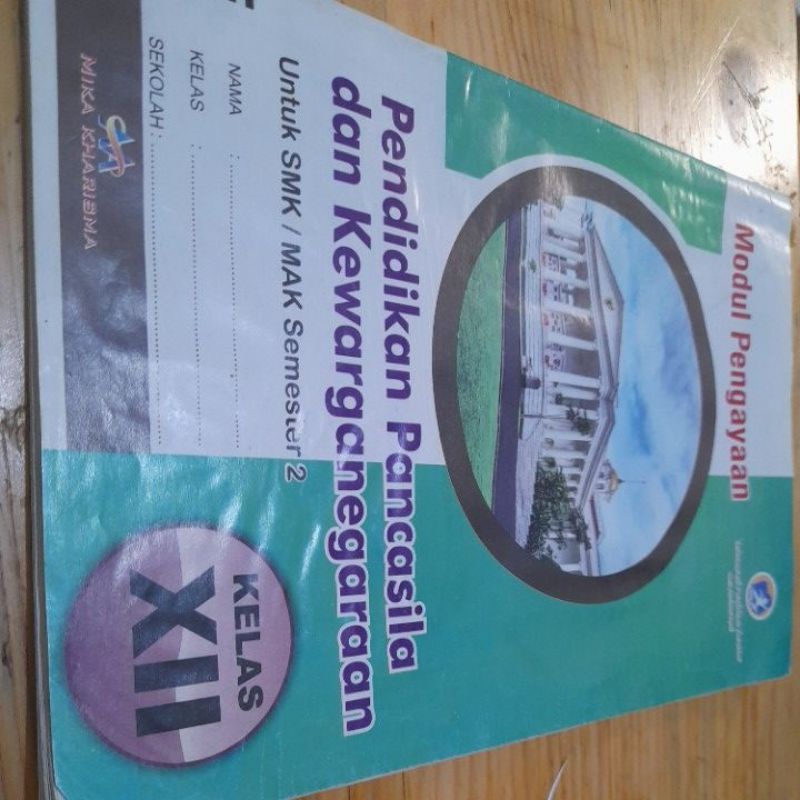 Modul Pengayaan
Pendidikan Pancasila
dan Kewarganegaraan
Untuk SMK / MAK Semester 2
NAMA :
KELAS :
SEKOLAH :
KELAS
XII
MIKA KHARISMA